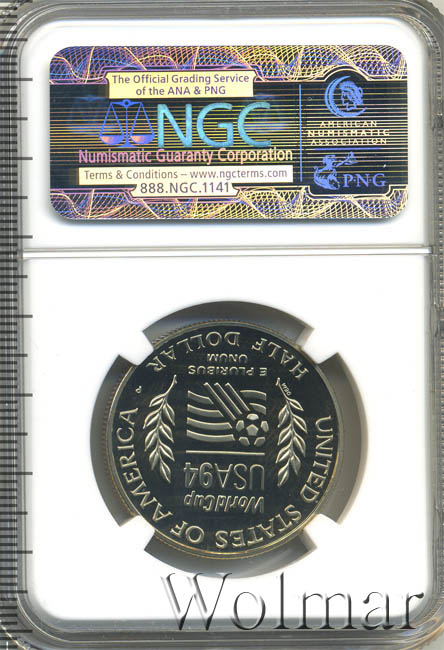 The Official Grading Service
of the ANA & PNG
NGC
Numismatic Guaranty Corporation
Terms & Conditions – www.ngcterms.com
888.NGC.1141
AMERICAN
NUMISMATIC
ASSOCIATION
PNG
UNITED STATES OF AMERICA
WorldCup
USA94
E PLURIBUS
UNUM
HALF DOLLAR
P
Wolmar